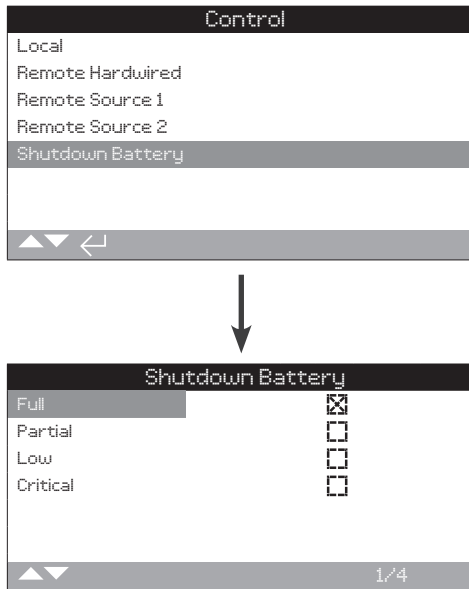 Control
Local
Remote Hardwired
Remote Source 1
Remote Source 2
Shutdown Battery
Shutdown Battery
Full
Partial
Low
Critical
1/4